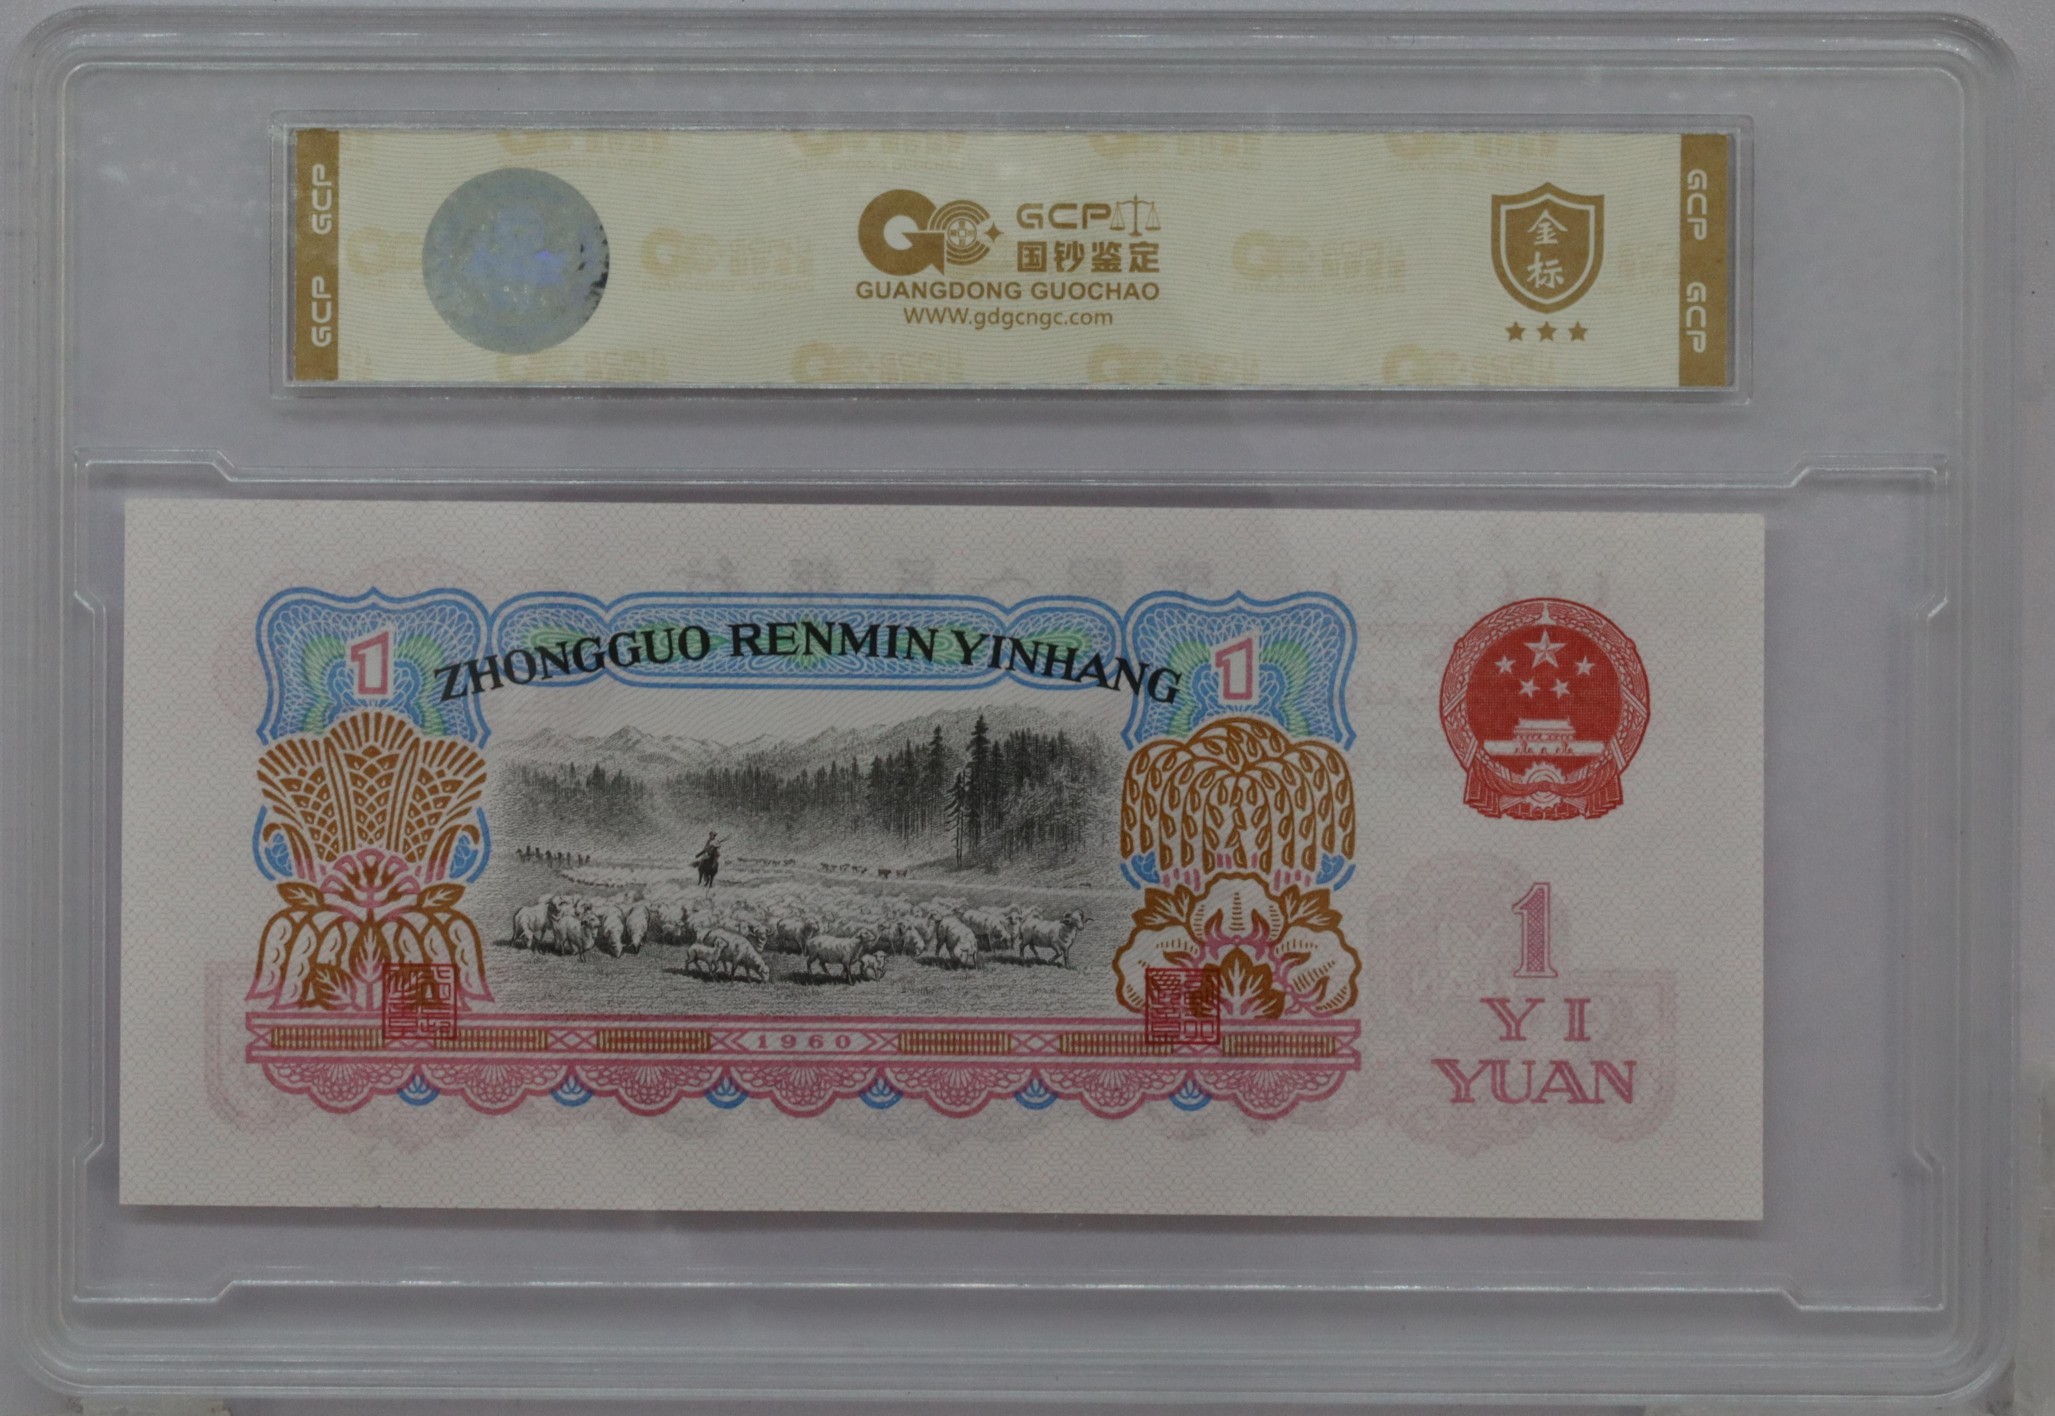 GCP GCP
GCP
国钞鉴定
GUANGDONG GUOCHAO
WWW.gdgcngc.com
金
标
GCP GCP
1
ZHONGGUO RENMIN YINHANG
1
1960
1
YI
YUAN